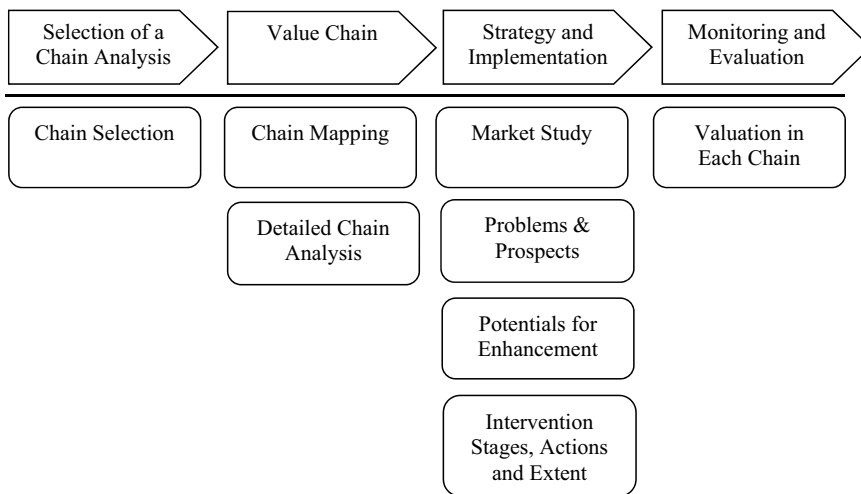 Selection of a
Chain Analysis
Value Chain
Strategy and
Implementation
Monitoring and
Evaluation
Chain Selection
Chain Mapping
Market Study
Valuation in
Each Chain
Detailed Chain
Analysis
Problems &
Prospects
Potentials for
Enhancement
Intervention
Stages, Actions
and Extent